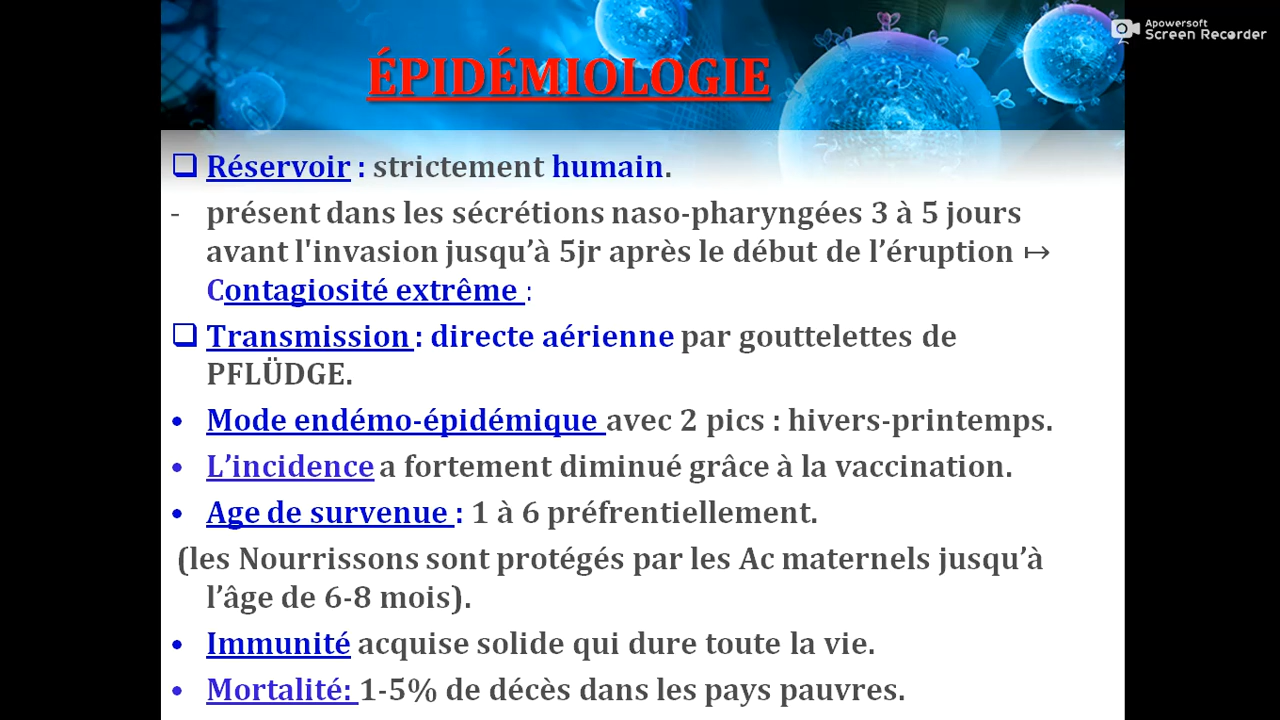 Apowersoft
Screen Recorder
ÉPIDÉMIOLOGIE
❑ Réservoir : strictement humain.
- présent dans les sécrétions naso-pharyngées 3 à 5 jours
avant l'invasion jusqu’à 5jr après le début de l’éruption ↦
Contagiosité extrême :
❑ Transmission : directe aérienne par gouttelettes de
PFLÜDGE.
• Mode endémo-épidémique avec 2 pics : hivers-printemps.
• L’incidence a fortement diminué grâce à la vaccination.
• Age de survenue : 1 à 6 préfrentiellement.
(les Nourrissons sont protégés par les Ac maternels jusqu’à
l’âge de 6-8 mois).
• Immunité acquise solide qui dure toute la vie.
• Mortalité: 1-5% de décès dans les pays pauvres.